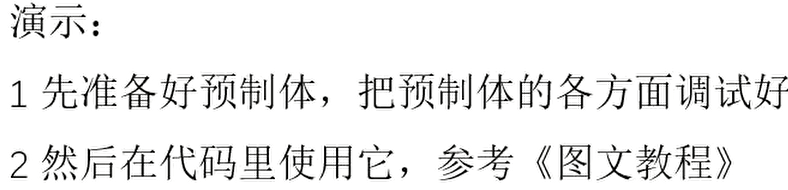 演示：
1 先准备好预制体，把预制体的各方面调试好
2 然后在代码里使用它，参考《图文教程》